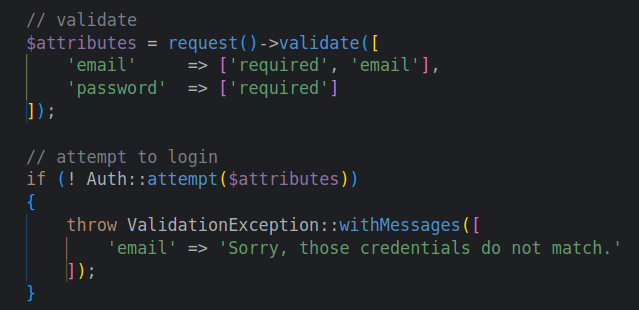 // validate
$attributes = request()->validate([
    'email'     => ['required', 'email'],
    'password'  => ['required']
]);

// attempt to login
if (! Auth::attempt($attributes))
{
    throw ValidationException::withMessages([
        'email' => 'Sorry, those credentials do not match.'
    ]);
}